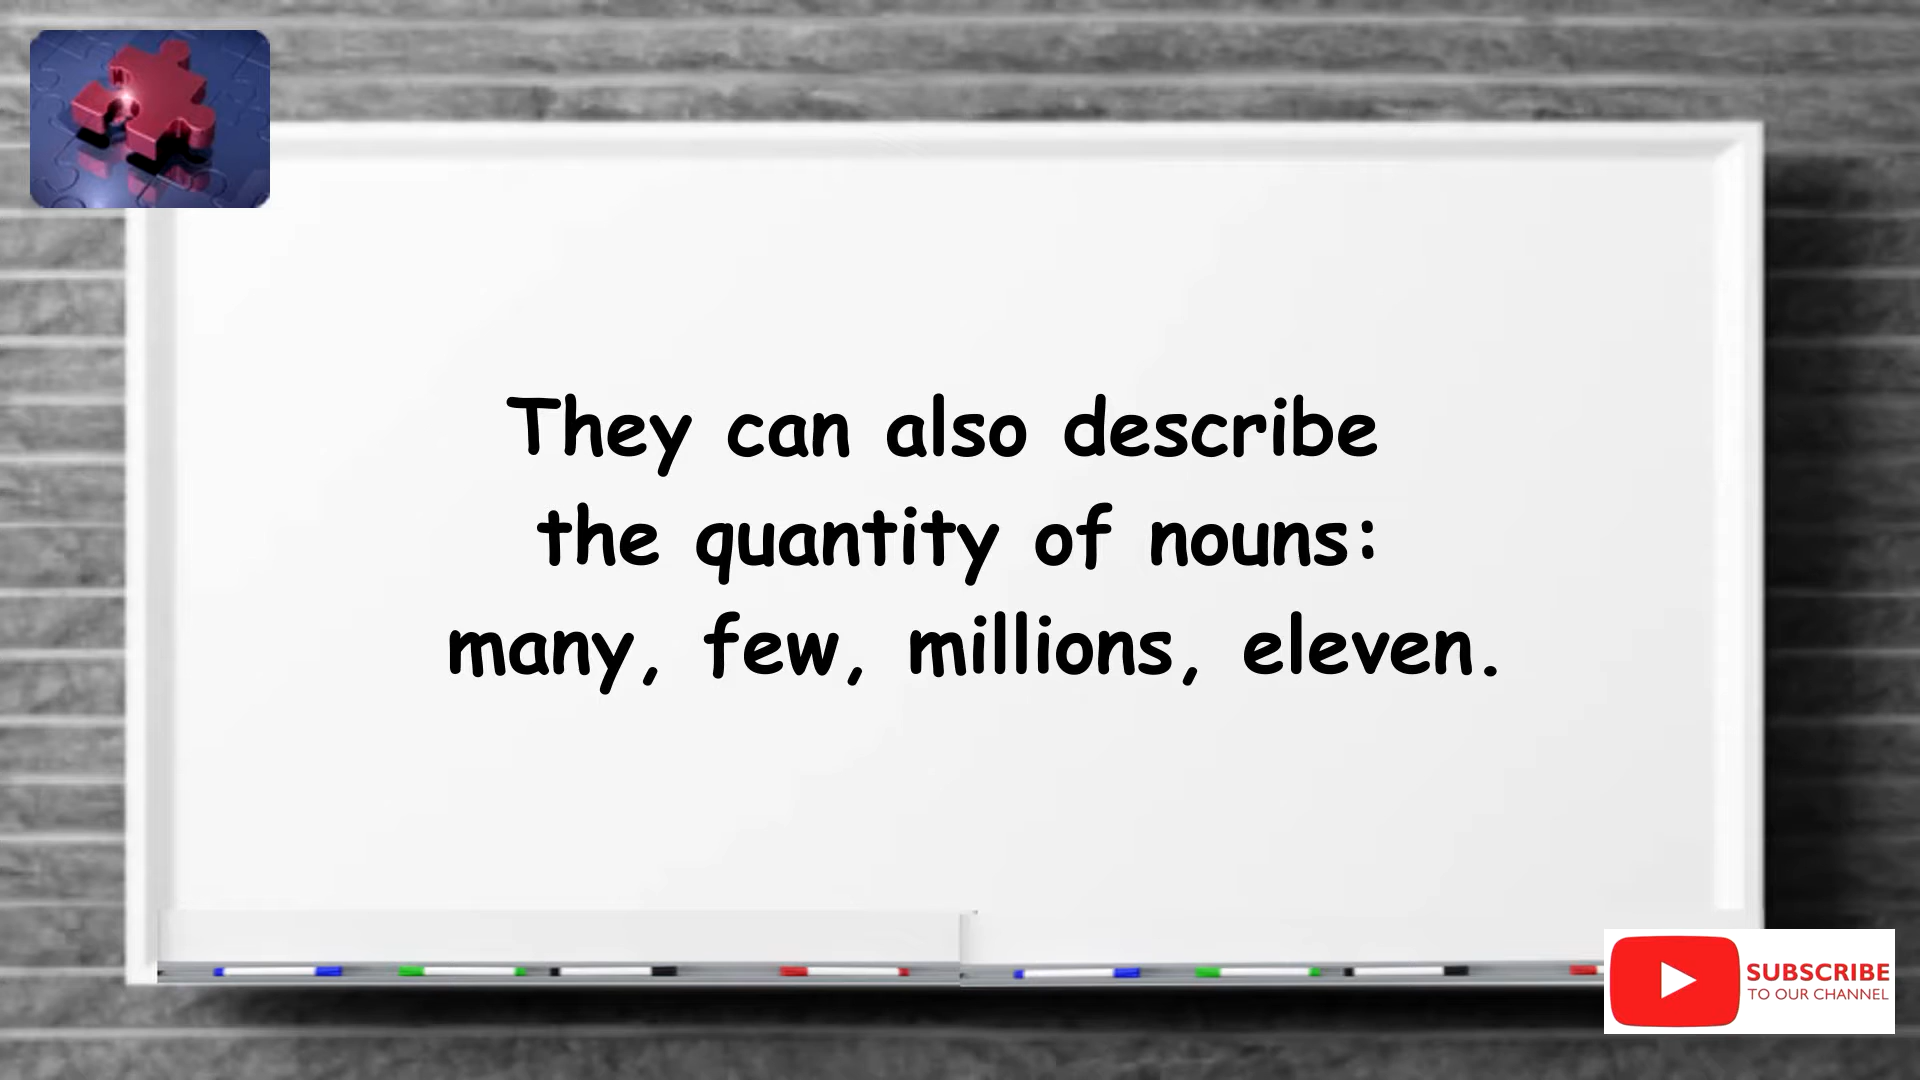 They can also describe
the quantity of nouns:
many, few, millions, eleven.
SUBSCRIBE
TO OUR CHANNEL